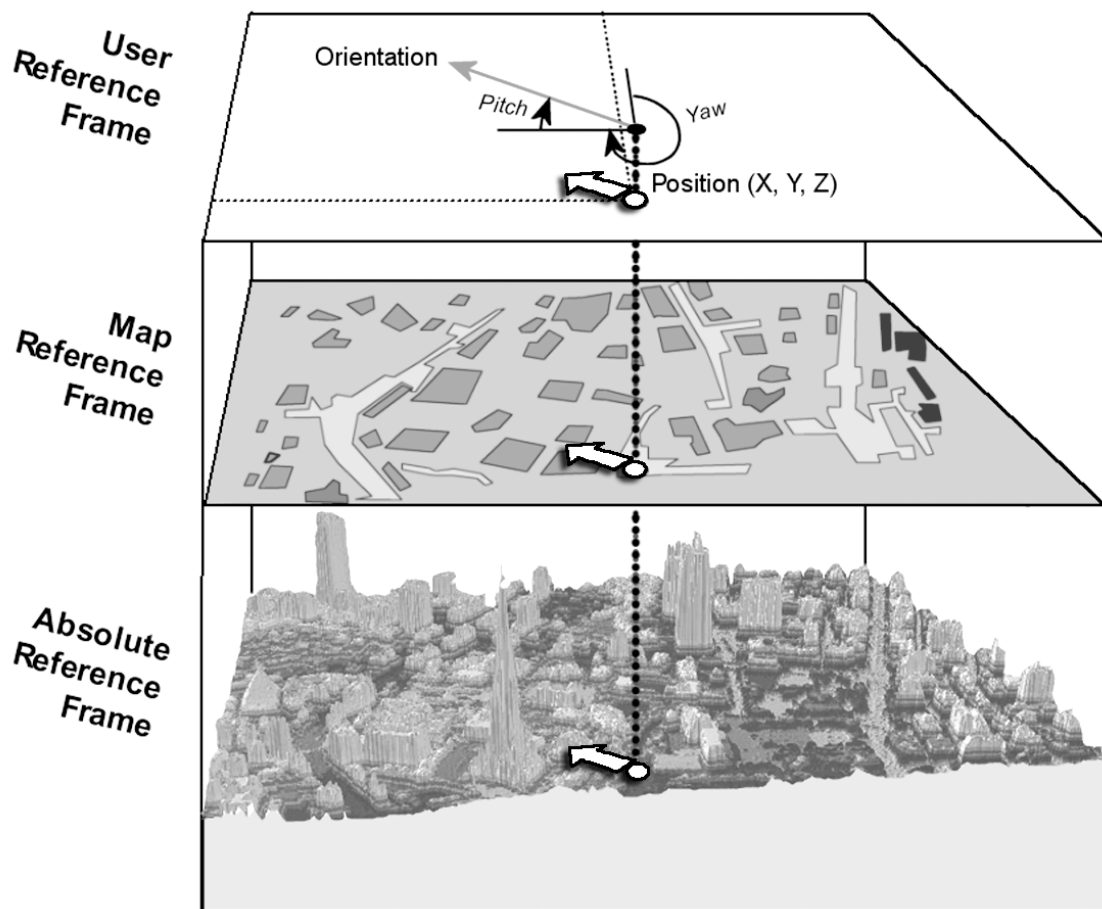 User
Reference
Frame
Orientation
Pitch
Yaw
Position (X, Y, Z)
Map
Reference
Frame
Absolute
Reference
Frame